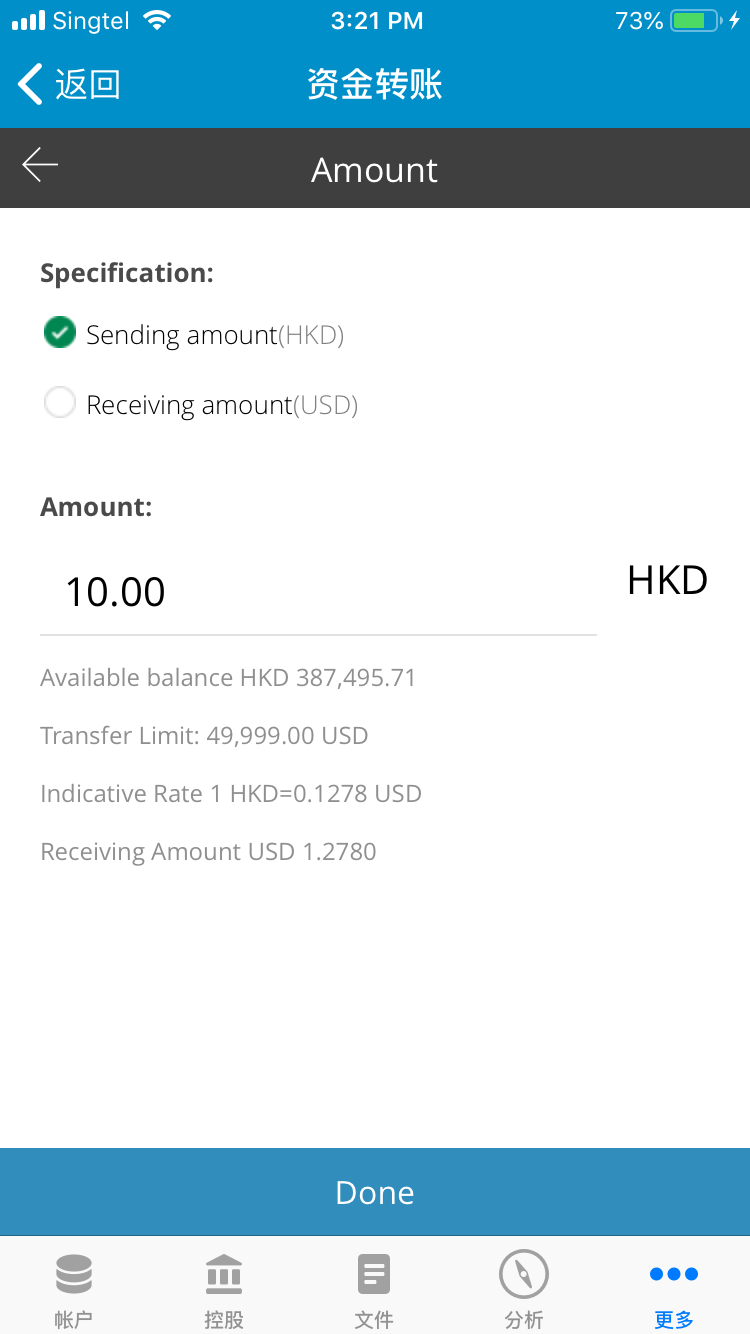 Singtel 3:21 PM 73%
返回 资金转账
Amount
Specification:
Sending amount(HKD)
Receiving amount(USD)
Amount:
10.00 HKD
Available balance HKD 387,495.71
Transfer Limit: 49,999.00 USD
Indicative Rate 1 HKD=0.1278 USD
Receiving Amount USD 1.2780
Done
帐户 控股 文件 分析 更多